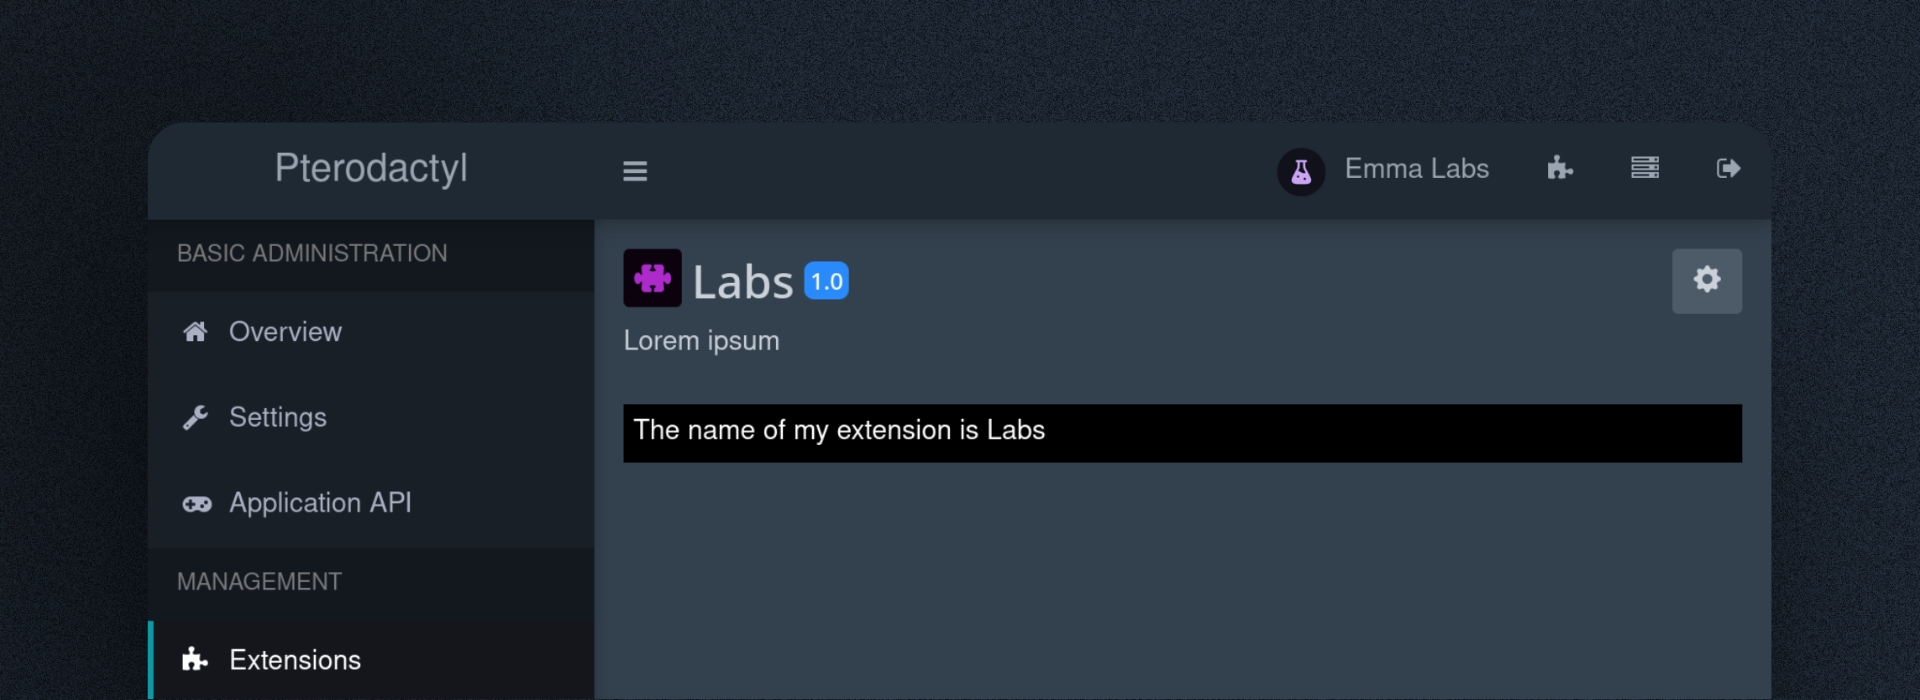 Pterodactyl
Emma Labs
BASIC ADMINISTRATION
Overview
Settings
Application API
MANAGEMENT
Extensions
Labs 1.0
Lorem ipsum
The name of my extension is Labs